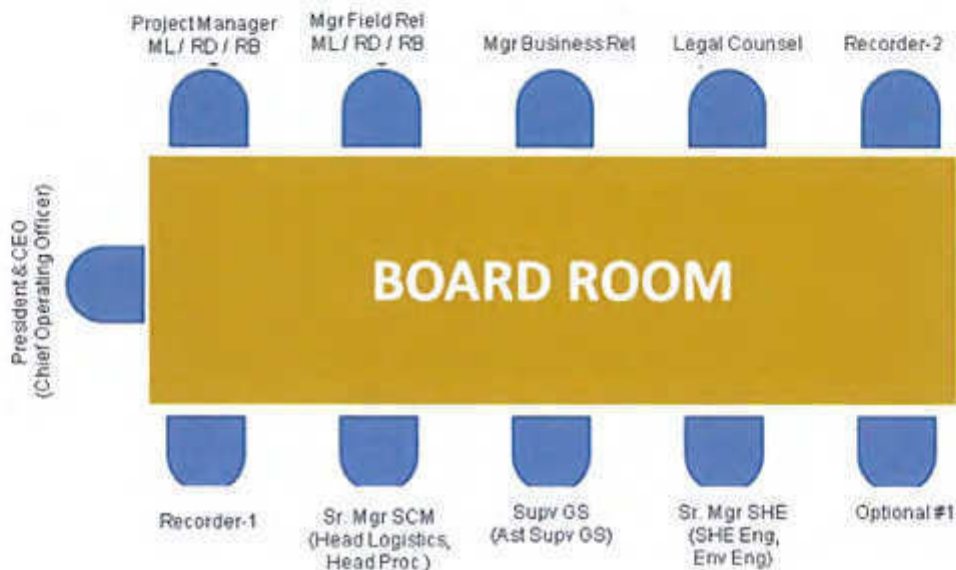 Project Manager
ML / RD / RB
Mgr Field Rel
ML / RD / RB
Mgr Business Rel
Legal Counsel
Recorder-2
President & CEO
(Chief Operating Officer)
BOARD ROOM
Recorder-1
Sr. Mgr SCM
(Head Logistics,
Head Proc)
Supv GS
(Ast Supv GS)
Sr. Mgr SHE
(SHE Eng,
Env Eng)
Optional #1